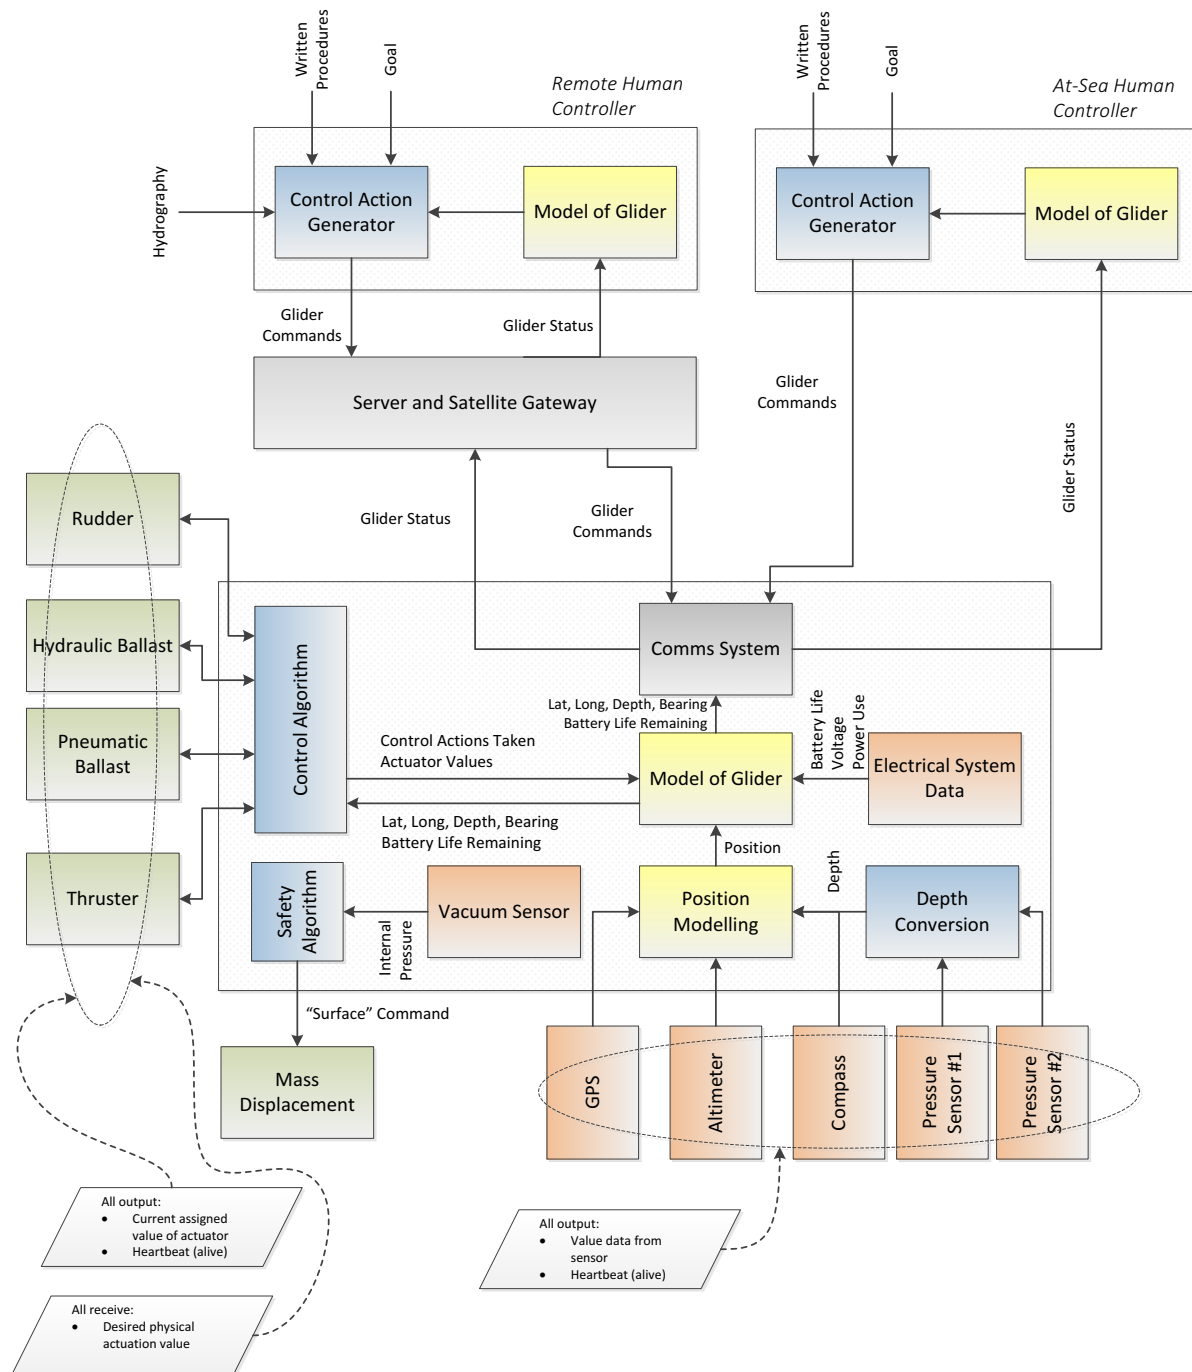 Written
Procedures
Goal
Remote Human
Controller
Written
Procedures
Goal
At-Sea Human
Controller
Hydrography
Control Action
Generator
Model of Glider
Control Action
Generator
Model of Glider
Glider
Commands
Glider Status
Server and Satellite Gateway
Glider
Commands
Glider Status
Glider Status
Glider
Commands
Rudder
Hydraulic Ballast
Pneumatic
Ballast
Thruster
Control Algorithm
Comms System
Lat, Long, Depth, Bearing
Battery Life Remaining
Battery Life
Voltage
Power Use
Control Actions Taken
Actuator Values
Model of Glider
Electrical System
Data
Lat, Long, Depth, Bearing
Battery Life Remaining
Position
Depth
Safety
Algorithm
Internal
Pressure
Vacuum Sensor
Position
Modelling
Depth
Conversion
“Surface” Command
Mass
Displacement
GPS
Altimeter
Compass
Pressure
Sensor #1
Pressure
Sensor #2
All output:
• Current assigned
value of actuator
• Heartbeat (alive)
All output:
• Value data from
sensor
• Heartbeat (alive)
All receive:
• Desired physical
actuation value